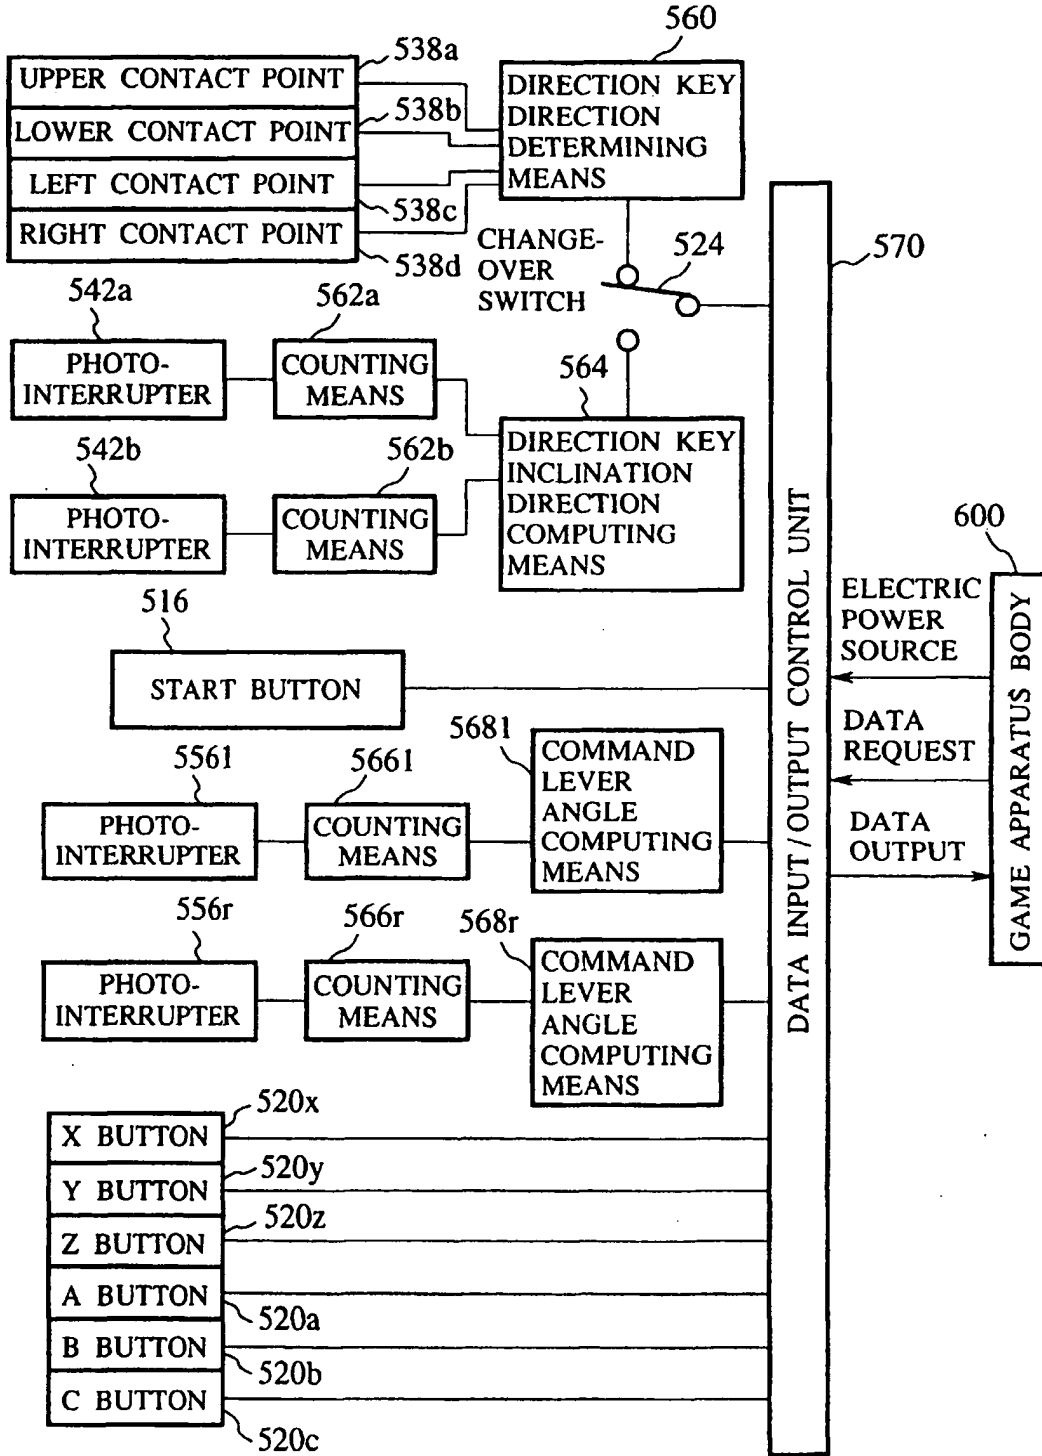 560
538a
UPPER CONTACT POINT
538b
LOWER CONTACT POINT
LEFT CONTACT POINT
538c
RIGHT CONTACT POINT
538d
DIRECTION KEY
DIRECTION
DETERMINING
MEANS
CHANGE-
OVER
SWITCH
524
570
542a
PHOTO-
INTERRUPTER
562a
COUNTING
MEANS
564
542b
PHOTO-
INTERRUPTER
562b
COUNTING
MEANS
DIRECTION KEY
INCLINATION
DIRECTION
COMPUTING
MEANS
516
START BUTTON
DATA INPUT/OUTPUT CONTROL UNIT
600
ELECTRIC
POWER
SOURCE
DATA
REQUEST
DATA
OUTPUT
GAME APPARATUS BODY
5561
PHOTO-
INTERRUPTER
5661
COUNTING
MEANS
5681
COMMAND
LEVER
ANGLE
COMPUTING
MEANS
556r
PHOTO-
INTERRUPTER
566r
COUNTING
MEANS
568r
COMMAND
LEVER
ANGLE
COMPUTING
MEANS
520x
X BUTTON
520y
Y BUTTON
520z
Z BUTTON
A BUTTON
520a
B BUTTON
520b
C BUTTON
520c